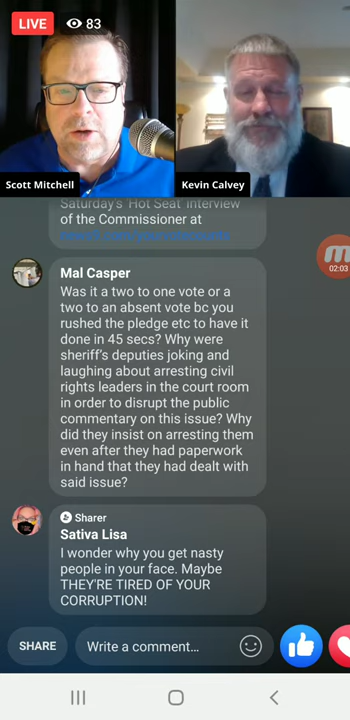 LIVE 83
Scott Mitchell
Kevin Calvey
Saturday's 'Hot Seat' interview
of the Commissioner at
02:03
Mal Casper
Was it a two to one vote or a
two to an absent vote bc you
rushed the pledge etc to have it
done in 45 secs? Why were
sheriff's deputies joking and
laughing about arresting civil
rights leaders in the court room
in order to disrupt the public
commentary on this issue? Why
did they insist on arresting them
even after they had paperwork
in hand that they had dealt with
said issue?
Sharer
Sativa Lisa
I wonder why you get nasty
people in your face. Maybe
THEY'RE TIRED OF YOUR
CORRUPTION!
SHARE
Write a comment...